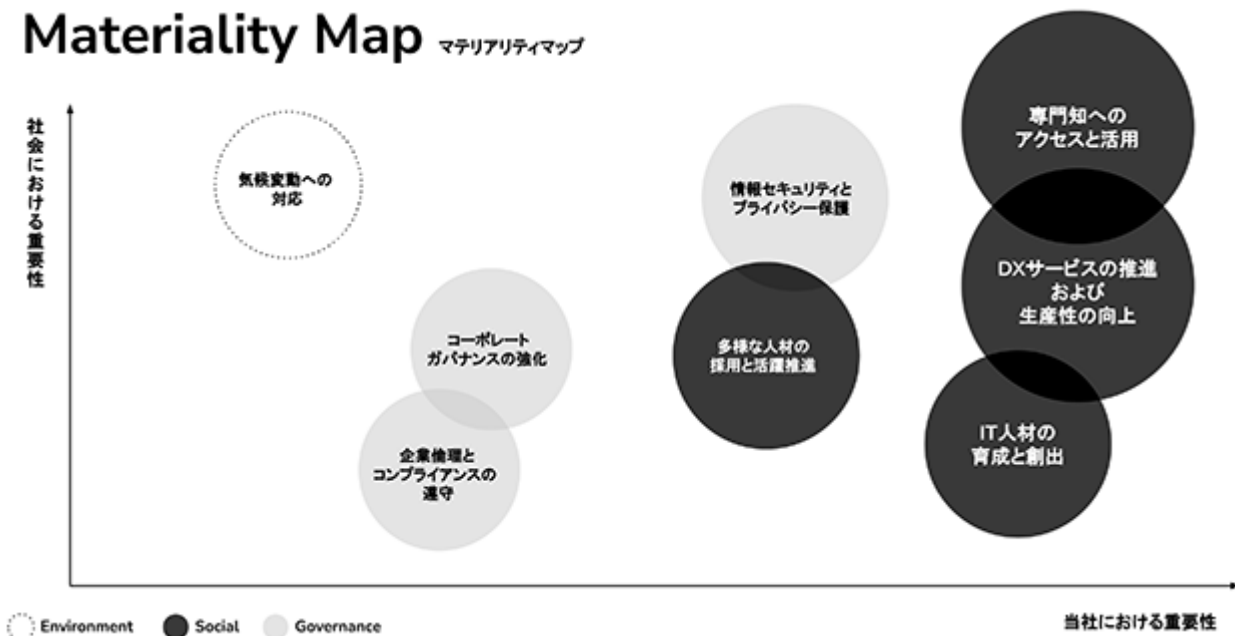 Materiality Map マテリアリティマップ
社会における重要性
専門知への
アクセスと活用
気候変動への
対応
情報セキュリティと
プライバシー保護
DXサービスの推進
および
生産性の向上
コーポレート
ガバナンスの強化
多様な人材の
採用と活躍推進
IT人材の
育成と創出
企業倫理と
コンプライアンスの
遵守
当社における重要性
Environment Social Governance